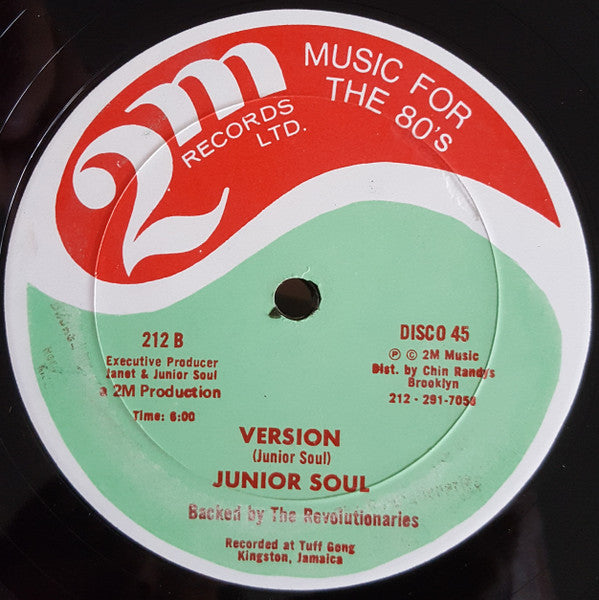 2m
RECORDS
LTD.
MUSIC FOR
THE 80's
212 B
Executive Producer
Janet & Junior Soul
a 2M Production
Time: 6:00
DISCO 45
Ⓟ © 2M Music
Dist. by Chin Randys
Brooklyn
212 - 291-7059
VERSION
(Junior Soul)
JUNIOR SOUL
Backed by The Revolutionaries
Recorded at Tuff Gong
Kingston, Jamaica